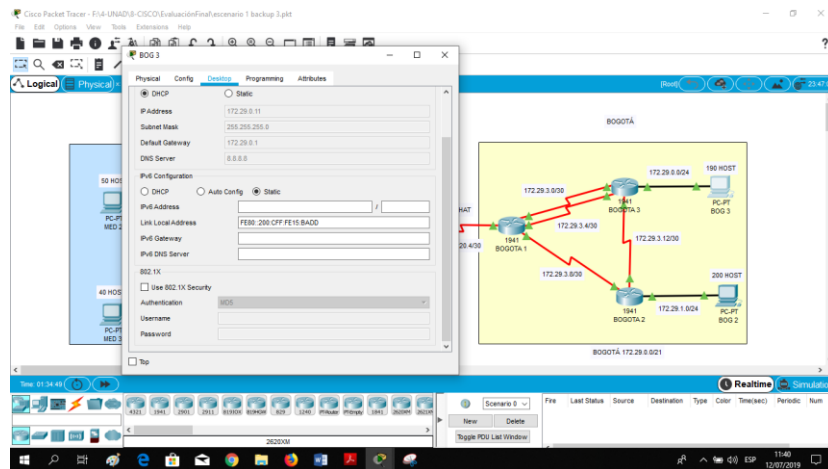 Cisco Packet Tracer - F:\4-UNAD\8-CISCO\EvaluaciónFinal\escenario 1 backup 3.pkt
File Edit Options View Tools Extensions Help
Logical
Physical
[Root]
23:47:
BOG 3
Physical Config Desktop Programming Attributes
DHCP Static
IP Address 172.29.0.11
Subnet Mask 255.255.255.0
Default Gateway 172.29.0.1
DNS Server 8.8.8.8
IPv6 Configuration
DHCP Auto Config Static
IPv6 Address /
Link Local Address FE80::200:CFF:FE15:BADD
IPv6 Gateway
IPv6 DNS Server
802.1X
Use 802.1X Security
Authentication MD5
Username
Password
Top
50 HOS
PC-PT
MED 2
40 HOS
PC-PT
MED 3
BOGOTÁ
172.29.0.0/24
190 HOST
172.29.3.0/30
1941
BOGOTA 3
PC-PT
BOG 3
HAT
172.29.3.4/30
20.4/30
1941
BOGOTA 1
172.29.3.12/30
172.29.3.8/30
200 HOST
1941
BOGOTA 2
172.29.1.0/24
PC-PT
BOG 2
BOGOTÁ 172.29.0.0/21
Time: 01:34:49
Realtime
Simulatio
4321 1941 2901 2911 819IOX 819HGW 829 1240 PTRouter PTEmpty 1841 2620XM
2620XM
Scenario 0
New Delete
Toggle PDU List Window
Fire Last Status Source Destination Type Color Time(sec) Periodic Num
ESP
11:40
12/07/2019